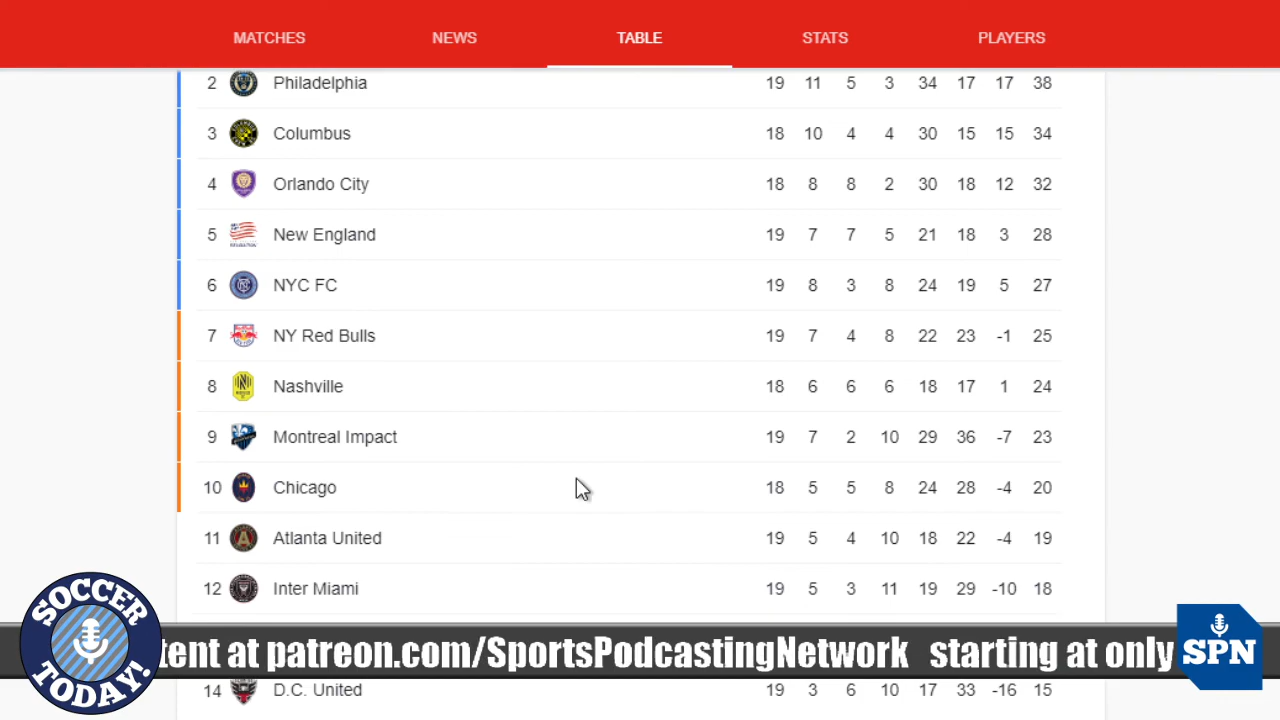 MATCHES NEWS TABLE STATS PLAYERS
2 Philadelphia 19 11 5 3 34 17 17 38
3 Columbus 18 10 4 4 30 15 15 34
4 Orlando City 18 8 8 2 30 18 12 32
5 New England 19 7 7 5 21 18 3 28
6 NYC FC 19 8 3 8 24 19 5 27
7 NY Red Bulls 19 7 4 8 22 23 -1 25
8 Nashville 18 6 6 6 18 17 1 24
9 Montreal Impact 19 7 2 10 29 36 -7 23
10 Chicago 18 5 5 8 24 28 -4 20
11 Atlanta United 19 5 4 10 18 22 -4 19
12 Inter Miami 19 5 3 11 19 29 -10 18
SOCCER
TODAY!
tent at patreon.com/SportsPodcastingNetwork starting at only
SPN
14 D.C. United 19 3 6 10 17 33 -16 15